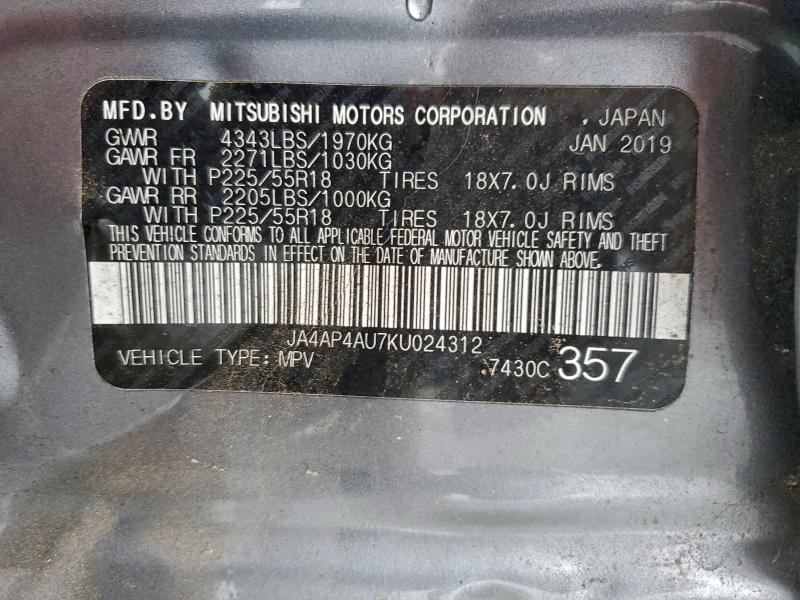 MFD.BY MITSUBISHI MOTORS CORPORATION , JAPAN
GVWR 4343LBS/1970KG JAN 2019
GAWR FR 2271LBS/1030KG
WITH P225/55R18 TIRES 18X7.0J RIMS
GAWR RR 2205LBS/1000KG
WITH P225/55R18 TIRES 18X7.0J RIMS
THIS VEHICLE CONFORMS TO ALL APPLICABLE FEDERAL MOTOR VEHICLE SAFETY AND THEFT
PREVENTION STANDARDS IN EFFECT ON THE DATE OF MANUFACTURE SHOWN ABOVE.
JA4AP4AU7KU024312
VEHICLE TYPE: MPV 7430C 357